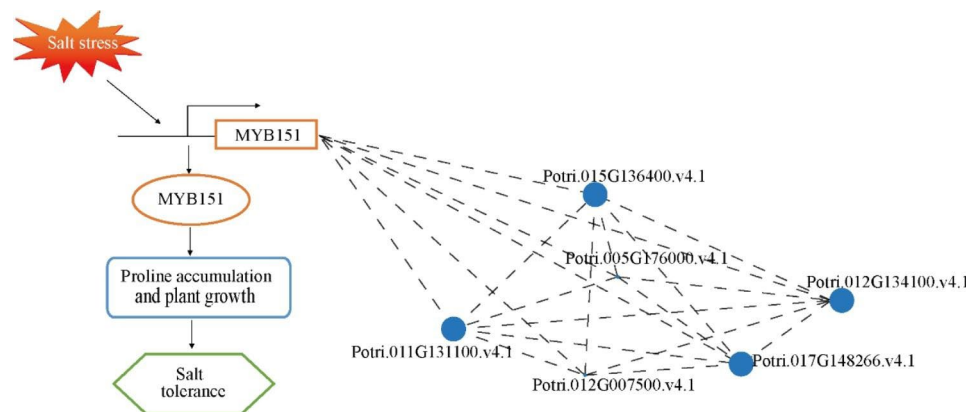 Salt stress
MYB151
MYB151
Proline accumulation
and plant growth
Salt
tolerance
Potri.015G136400.v4.1
Potri.005G176000.v4.1
Potri.012G134100.v4.1
Potri.011G131100.v4.1
Potri.017G148266.v4.1
Potri.012G007500.v4.1